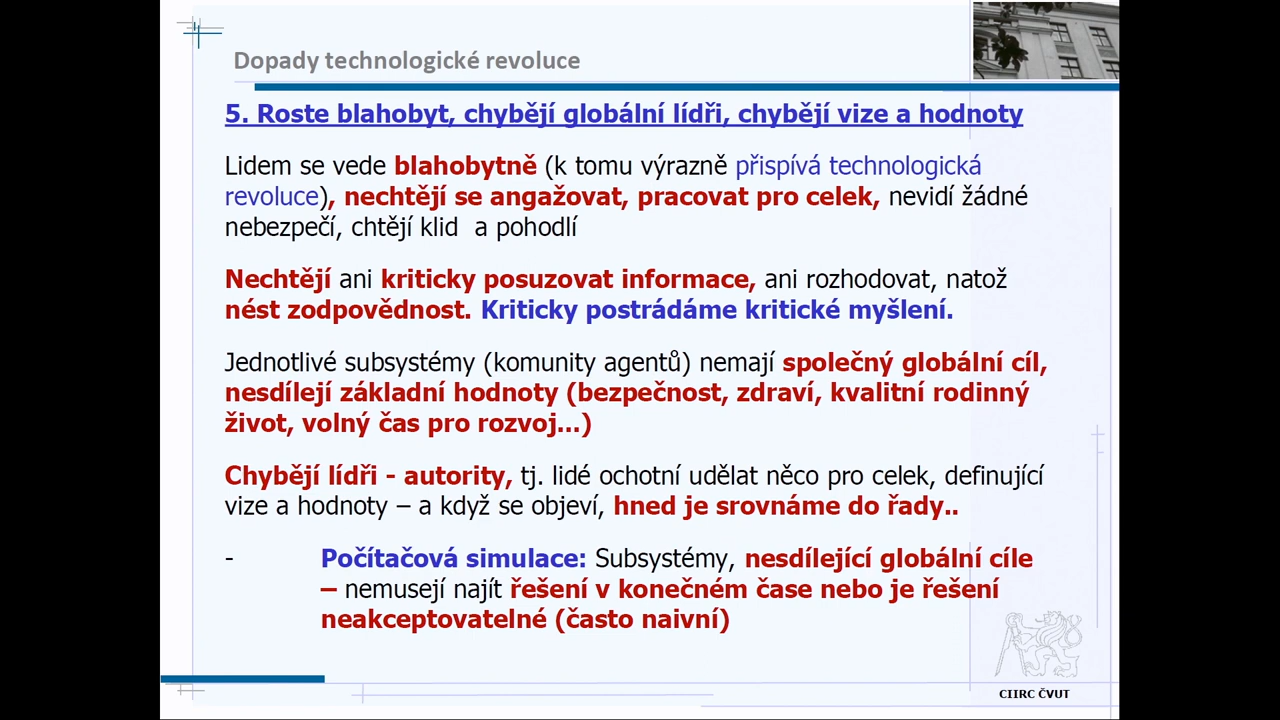 Dopady technologické revoluce
5. Roste blahobyt, chybějí globální lídři, chybějí vize a hodnoty
Lidem se vede blahobytně (k tomu výrazně přispívá technologická
revoluce), nechtějí se angažovat, pracovat pro celek, nevidí žádné
nebezpečí, chtějí klid  a pohodlí
Nechtějí ani kriticky posuzovat informace, ani rozhodovat, natož
nést zodpovědnost. Kriticky postrádáme kritické myšlení.
Jednotlivé subsystémy (komunity agentů) nemají společný globální cíl,
nesdílejí základní hodnoty (bezpečnost, zdraví, kvalitní rodinný
život, volný čas pro rozvoj...)
Chybějí lídři - autority, tj. lidé ochotní udělat něco pro celek, definující
vize a hodnoty – a když se objeví, hned je srovnáme do řady..
- Počítačová simulace: Subsystémy, nesdílející globální cíle
– nemusejí najít řešení v konečném čase nebo je řešení
neakceptovatelné (často naivní)
CIIRC ČVUT